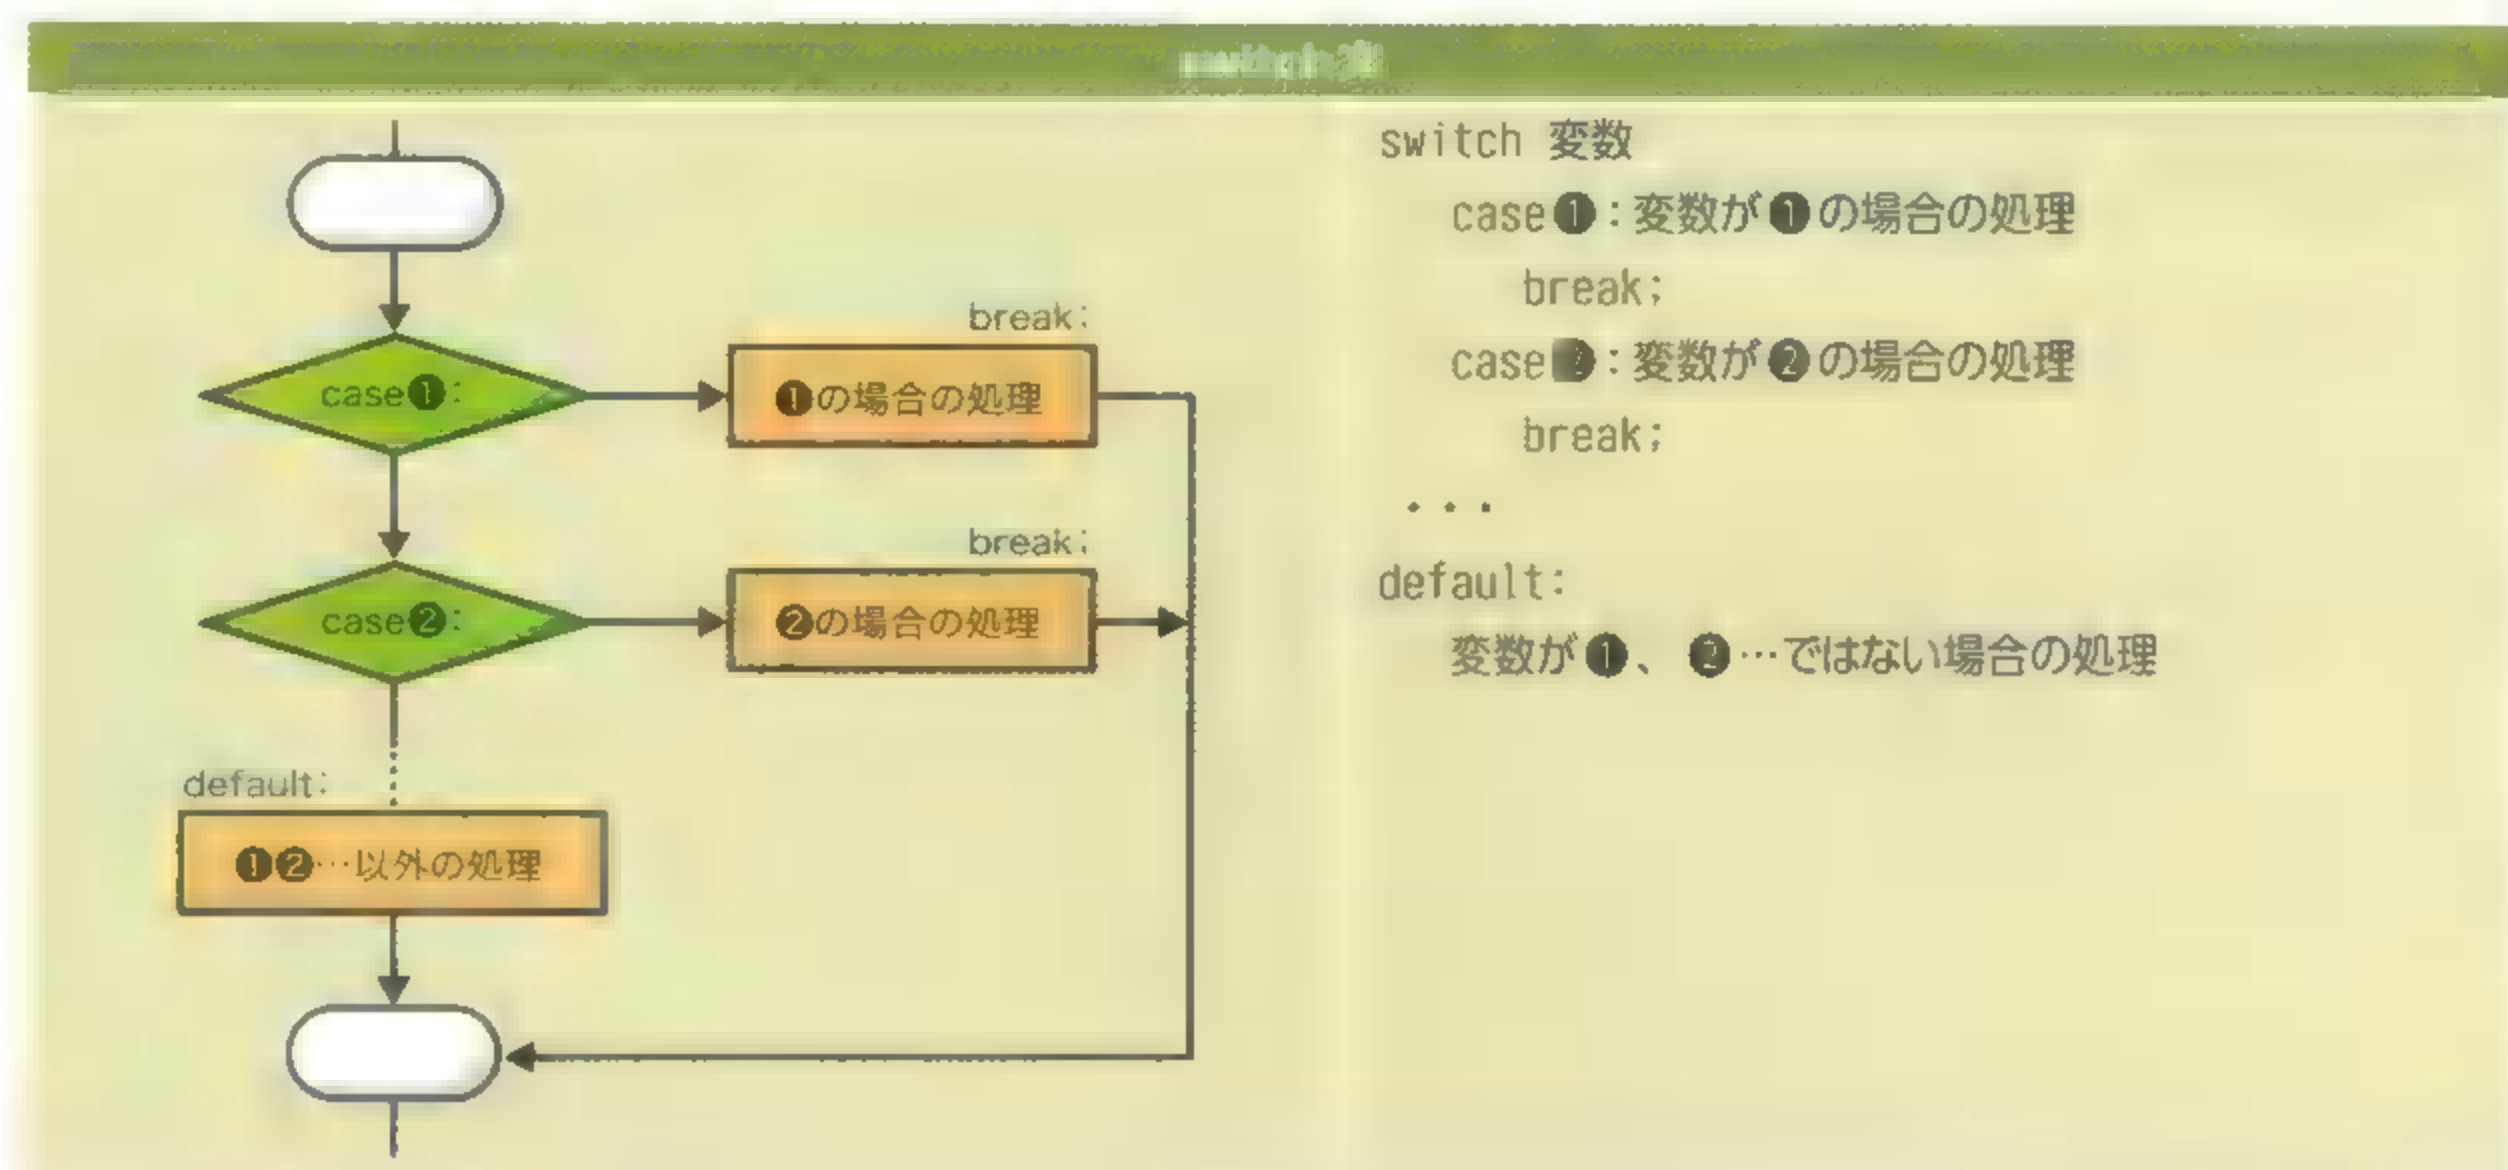 break;
case❶:
❶の場合の処理
break;
case❷:
❷の場合の処理
default:
❶❷…以外の処理
switch 変数
case❶:変数が❶の場合の処理
break;
case❷:変数が❷の場合の処理
break;
...
default:
変数が❶、❷…ではない場合の処理